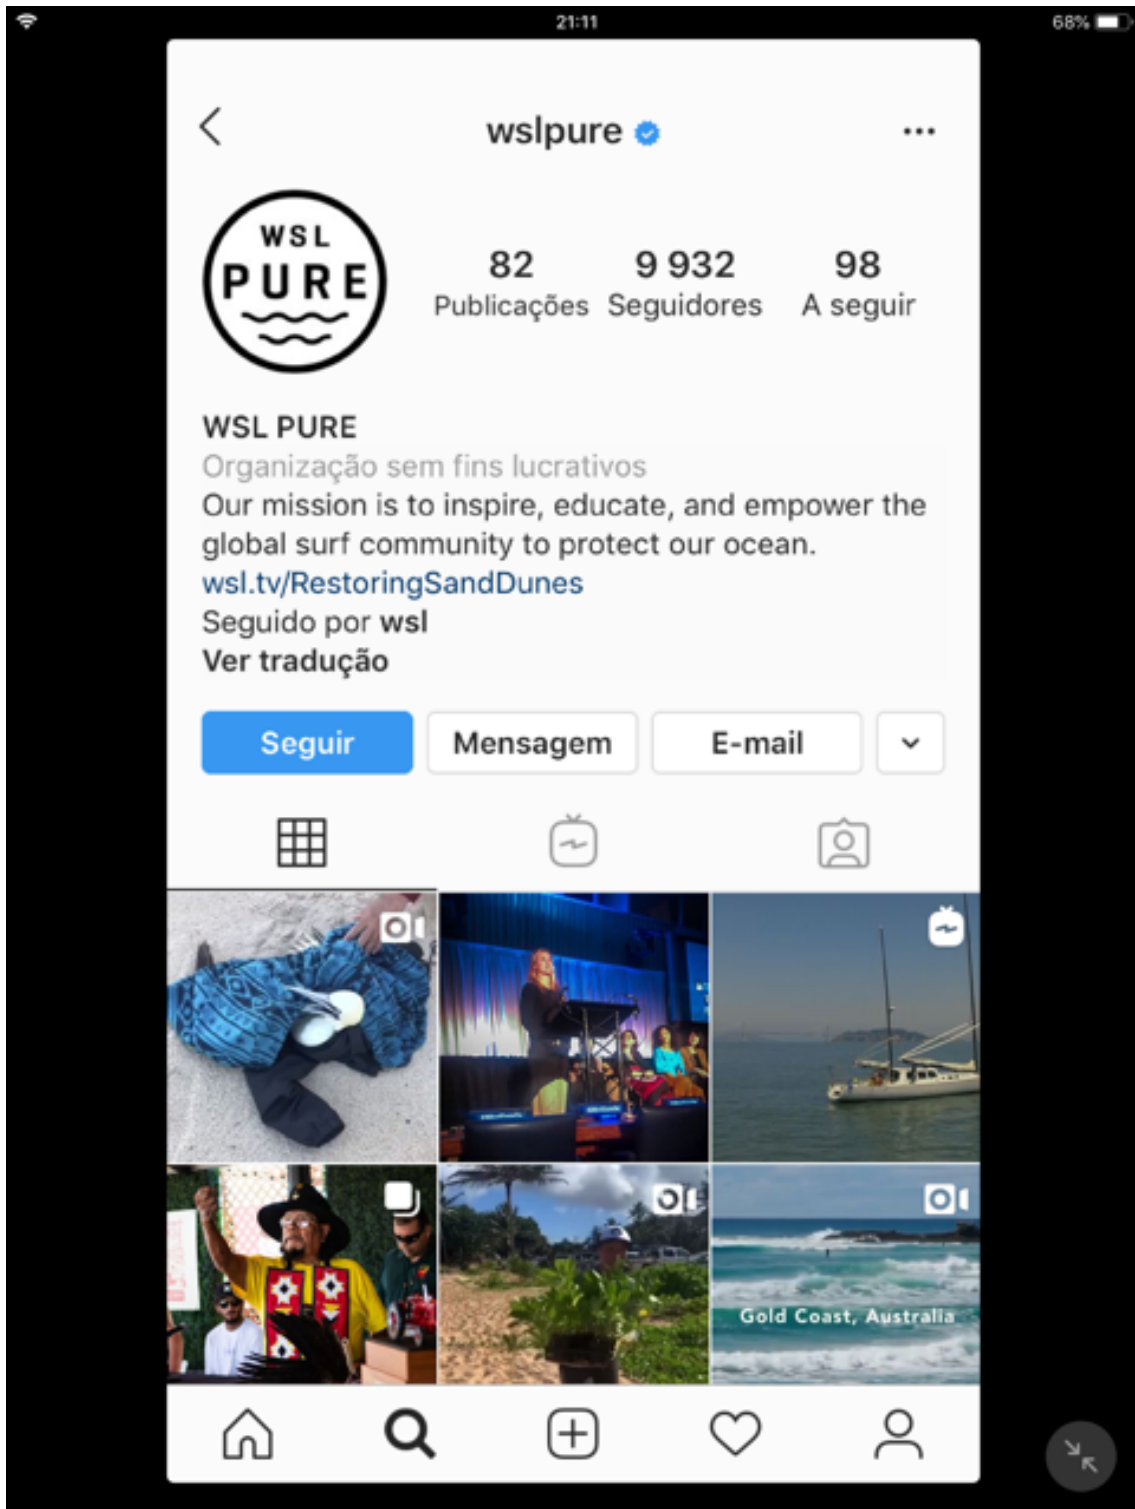 21:11
68%
wslpure
WSL
PURE
82
9 932
98
Publicações
Seguidores
A seguir
WSL PURE
Organização sem fins lucrativos
Our mission is to inspire, educate, and empower the
global surf community to protect our ocean.
wsl.tv/RestoringSandDunes
Seguido por wsl
Ver tradução
Seguir
Mensagem
E-mail
Gold Coast, Australia